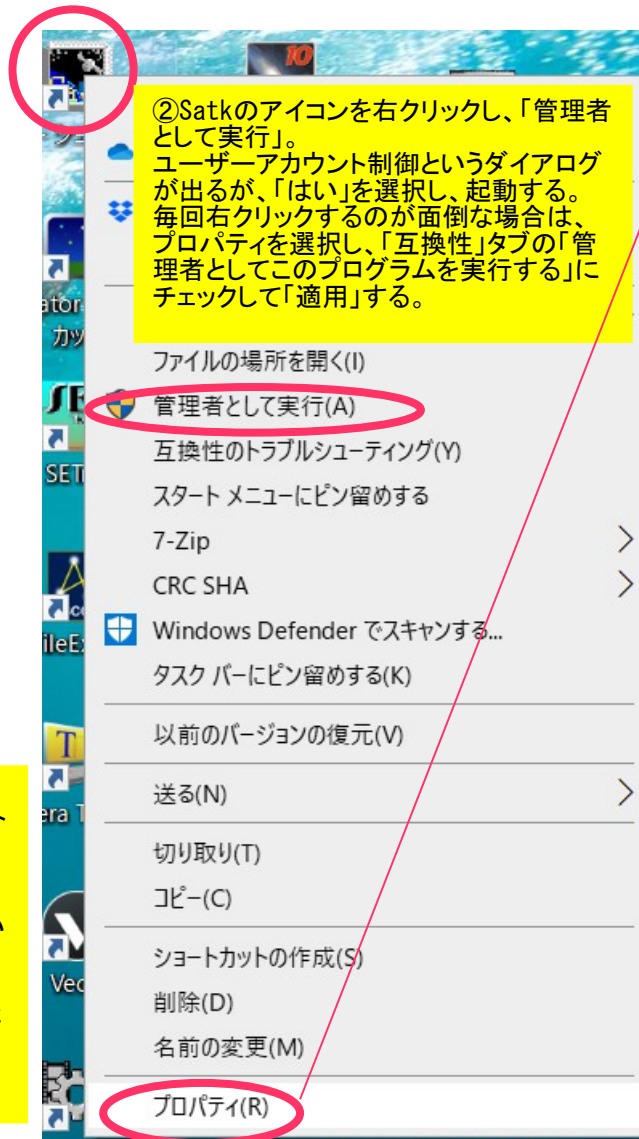 10
②Satkのアイコンを右クリックし、「管理者
として実行」。
ユーザーアカウント制御というダイアログ
が出るが、「はい」を選択し、起動する。
毎回右クリックするのが面倒な場合は、
プロパティを選択し、「互換性」タブの「管
理者としてこのプログラムを実行する」に
チェックして「適用」する。
ator
カッ
ファイルの場所を開く(I)
管理者として実行(A)
互換性のトラブルシューティング(Y)
SETI
スタート メニューにピン留めする
7-Zip
CRC SHA
ileE
Windows Defender でスキャンする...
タスク バーにピン留めする(K)
以前のバージョンの復元(V)
T
era T
送る(N)
切り取り(T)
コピー(C)
Vec
ショートカットの作成(S)
削除(D)
名前の変更(M)
プロパティ(R)